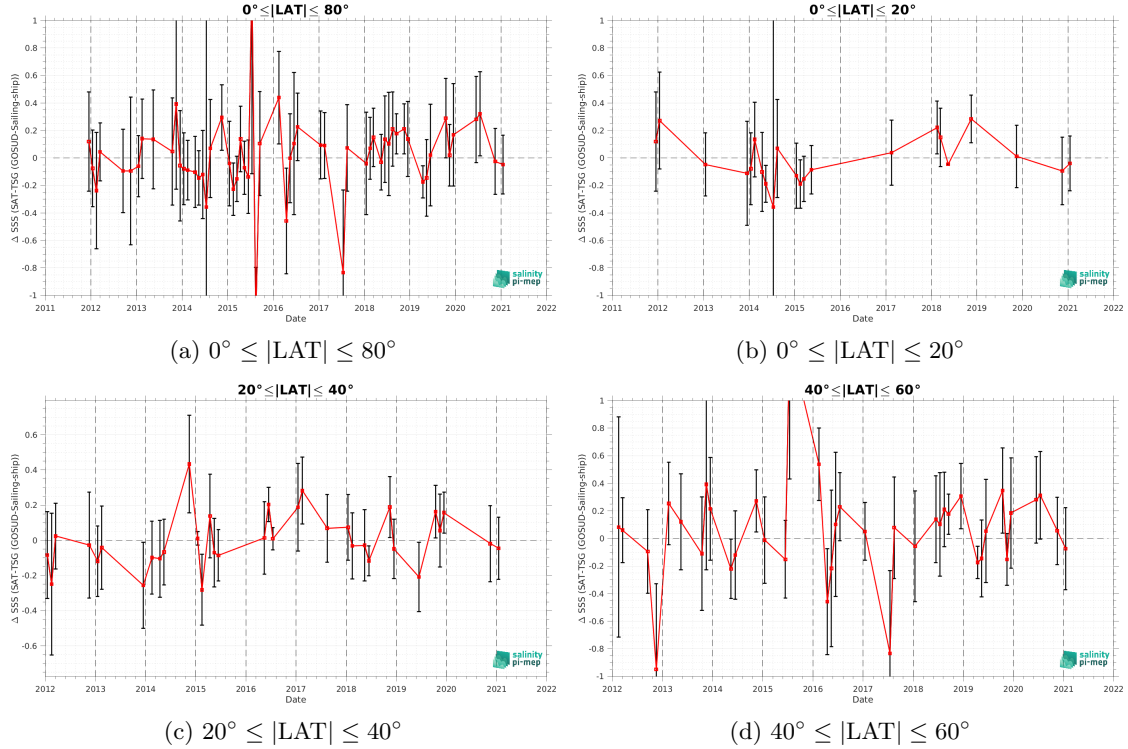 0°≤|LAT|≤ 80°
Δ SSS (SAT-TSG (GOSUD-Sailing-ship))
1
0.8
0.6
0.4
0.2
0
-0.2
-0.4
-0.6
-0.8
-1
2011 2012 2013 2014 2015 2016 2017 2018 2019 2020 2021 2022
Date
salinity
pi-mep
(a) 0° ≤ |LAT| ≤ 80°
0°≤|LAT|≤ 20°
Δ SSS (SAT-TSG (GOSUD-Sailing-ship))
1
0.8
0.6
0.4
0.2
0
-0.2
-0.4
-0.6
-0.8
-1
2011 2012 2013 2014 2015 2016 2017 2018 2019 2020 2021 2022
Date
salinity
pi-mep
(b) 0° ≤ |LAT| ≤ 20°
20°≤|LAT|≤ 40°
Δ SSS (SAT-TSG (GOSUD-Sailing-ship))
0.6
0.4
0.2
0
-0.2
-0.4
-0.6
2012 2013 2014 2015 2016 2017 2018 2019 2020 2021 2022
Date
salinity
pi-mep
(c) 20° ≤ |LAT| ≤ 40°
40°≤|LAT|≤ 60°
Δ SSS (SAT-TSG (GOSUD-Sailing-ship))
1
0.8
0.6
0.4
0.2
0
-0.2
-0.4
-0.6
-0.8
-1
2012 2013 2014 2015 2016 2017 2018 2019 2020 2021 2022
Date
salinity
pi-mep
(d) 40° ≤ |LAT| ≤ 60°